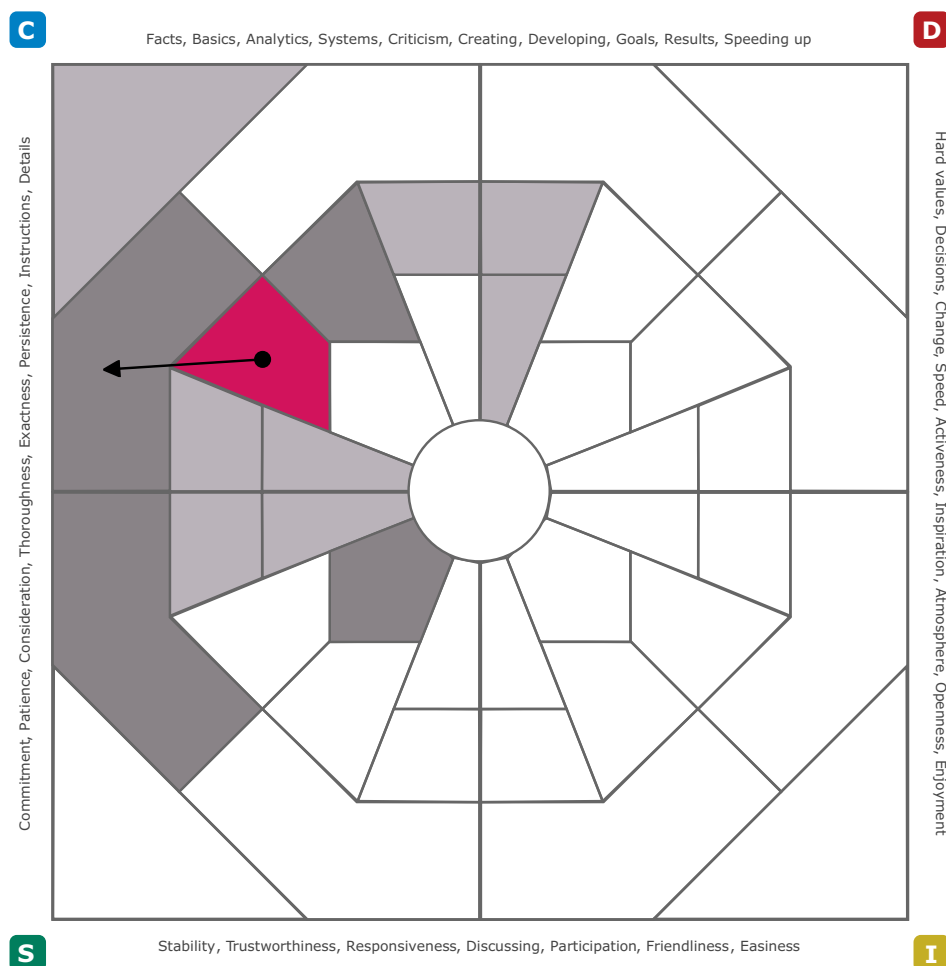 C
D
Facts, Basics, Analytics, Systems, Criticism, Creating, Developing, Goals, Results, Speeding up
Commitment, Patience, Consideration, Thoroughness, Exactness, Persistence, Instructions, Details
Hard values, Decisions, Change, Speed, Activeness, Inspiration, Atmosphere, Openness, Enjoyment
S
Stability, Trustworthiness, Responsiveness, Discussing, Participation, Friendliness, Easiness
I